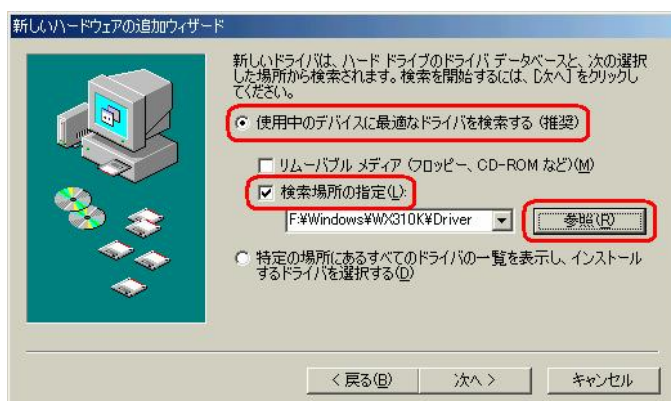 新しいハードウェアの追加ウィザード
新しいドライバは、ハード ドライブのドライバ データベースと、次の選択
した場所から検索されます。検索を開始するには、[次へ] をクリックし
てください。
使用中のデバイスに最適なドライバを検索する (推奨)
リムーバブル メディア (フロッピー、CD-ROM など)(M)
検索場所の指定(L):
F:¥Windows¥WX310K¥Driver
参照(R)
特定の場所にあるすべてのドライバの一覧を表示し、インストール
するドライバを選択する(D)
< 戻る(B)
次へ >
キャンセル